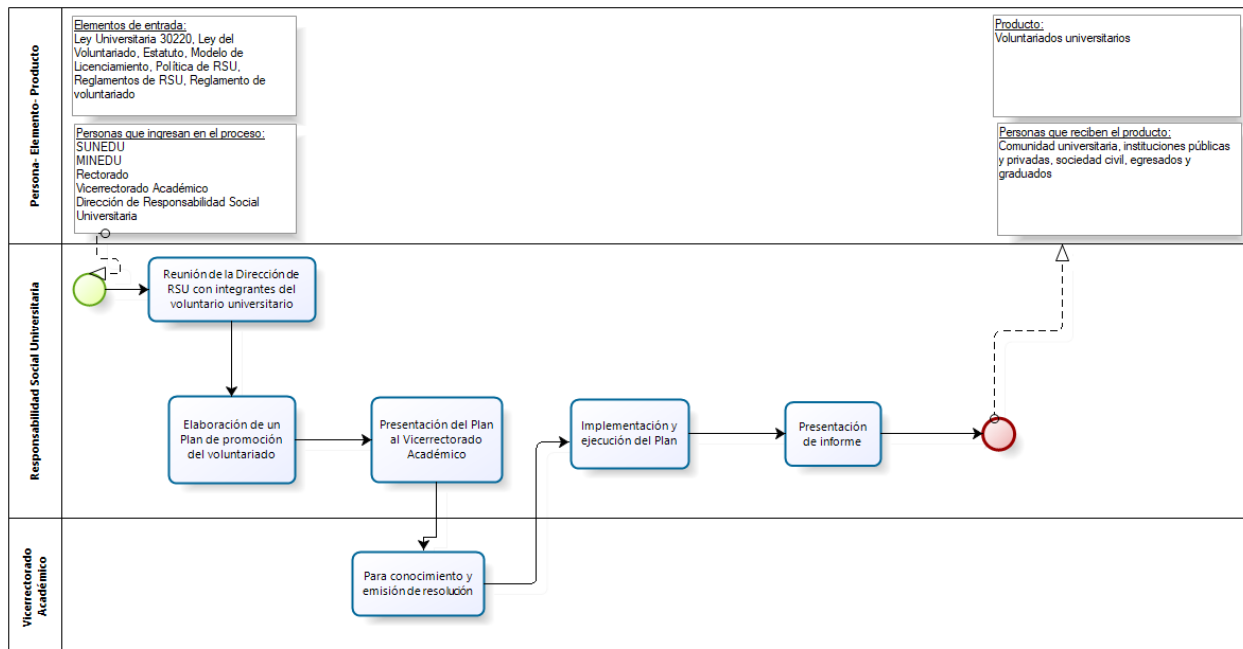 Persona- Elemento- Producto
Elementos de entrada:
Ley Universitaria 30220, Ley del
Voluntariado, Estatuto, Modelo de
Licenciamiento, Política de RSU,
Reglamentos de RSU, Reglamento de
voluntariado
Personas que ingresan en el proceso:
SUNEDU
MINEDU
Rectorado
Vicerrectorado Académico
Dirección de Responsabilidad Social
Universitaria
Producto:
Voluntariados universitarios
Personas que reciben el producto:
Comunidad universitaria, instituciones públicas
y privadas, sociedad civil, egresados y
graduados
Responsabilidad Social Universitaria
Reunión de la Dirección de
RSU con integrantes del
voluntario universitario
Elaboración de un
Plan de promoción
del voluntariado
Presentación del Plan
al Vicerrectorado
Académico
Implementación y
ejecución del Plan
Presentación
de informe
Vicerrectorado
Académico
Para conocimiento y
emisión de resolución